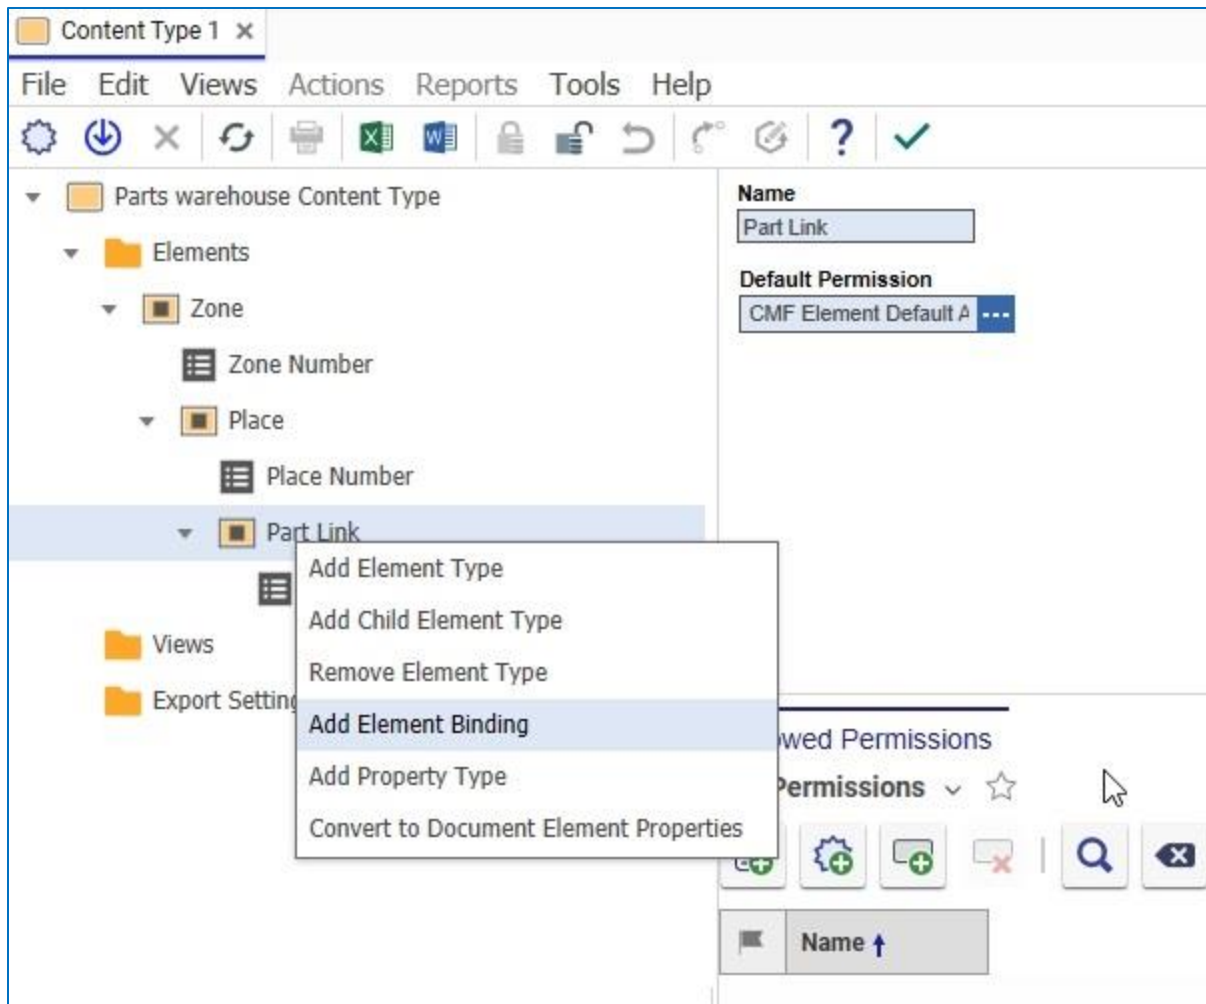 Content Type 1
File Edit Views Actions Reports Tools Help
Parts warehouse Content Type
Elements
Zone
Zone Number
Place
Place Number
Part Link
Views
Export Setting
Add Element Type
Add Child Element Type
Remove Element Type
Add Element Binding
Add Property Type
Convert to Document Element Properties
Name
Part Link
Default Permission
CMF Element Default A
Permissions
Permissions
Name